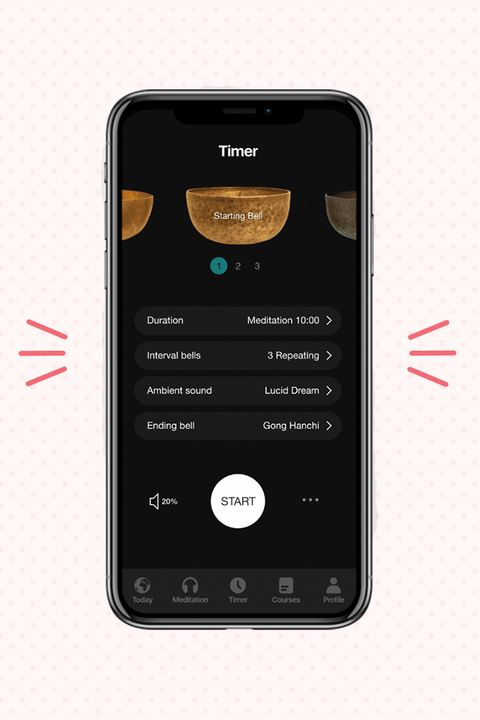 Timer
Starting Bell
1 2 3
Duration Meditation 10:00
Interval bells 3 Repeating
Ambient sound Lucid Dream
Ending bell Gong Hanchi
20% START
Today Meditation Timer Courses Profile